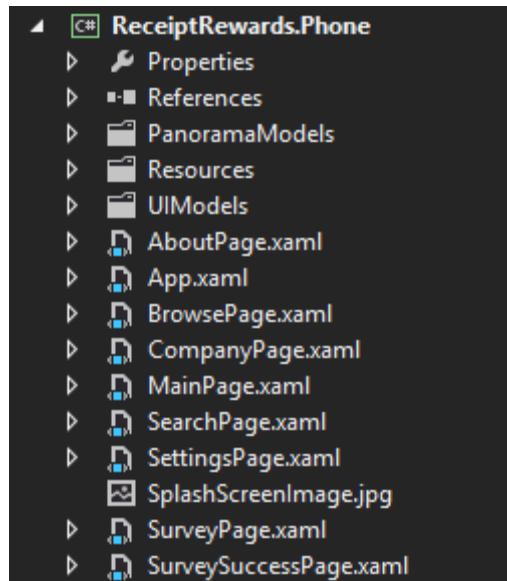 C# ReceiptRewards.Phone
Properties
References
PanoramaModels
Resources
UIModels
AboutPage.xaml
App.xaml
BrowsePage.xaml
CompanyPage.xaml
MainPage.xaml
SearchPage.xaml
SettingsPage.xaml
SplashScreenImage.jpg
SurveyPage.xaml
SurveySuccessPage.xaml